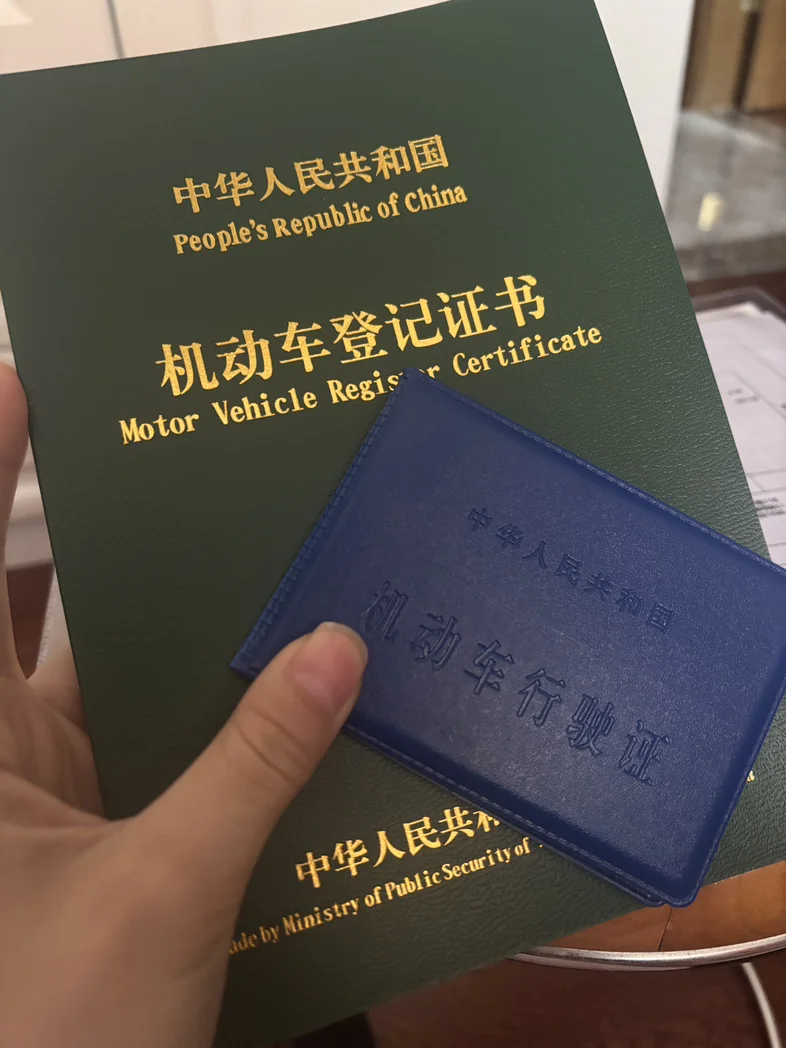 中华人民共和国
People's Republic of China
机动车登记证书
Motor Vehicle Register Certificate
中华人民共和国
机动车行驶证
中华人民共和
by Ministry of Public Security of